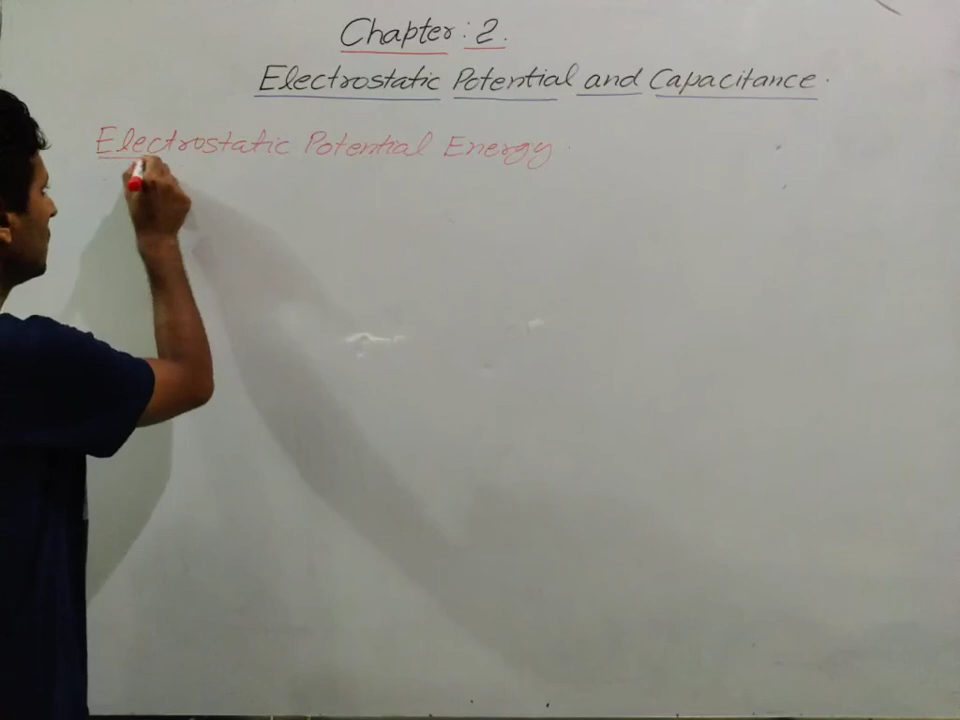 Chapter : 2.
Electrostatic Potential and Capacitance.
Electrostatic Potential Energy.